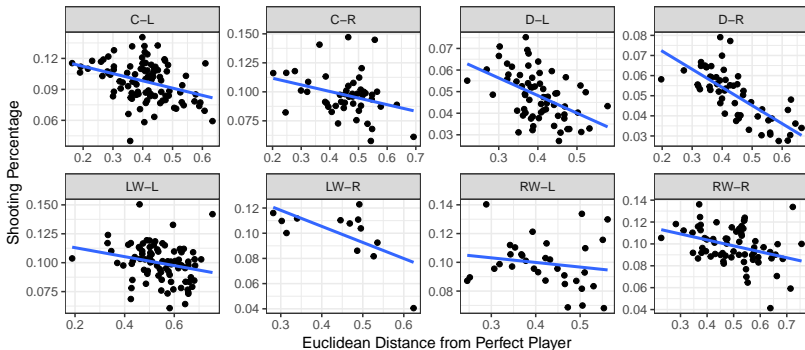 C−L C−R D−L D−R
0.12 0.09 0.06
0.150 0.125 0.100 0.075
0.07 0.06 0.05 0.04 0.03
0.08 0.07 0.06 0.05 0.04 0.03
0.2 0.3 0.4 0.5 0.6
0.2 0.3 0.4 0.5 0.6 0.7
0.3 0.4 0.5
0.2 0.3 0.4 0.5 0.6
Shooting Percentage
LW−L LW−R RW−L RW−R
0.150 0.125 0.100 0.075
0.12 0.10 0.08 0.06 0.04
0.14 0.12 0.10 0.08
0.14 0.12 0.10 0.08 0.06 0.04
0.2 0.4 0.6
0.3 0.4 0.5 0.6
0.3 0.4 0.5
0.3 0.4 0.5 0.6 0.7
Euclidean Distance from Perfect Player